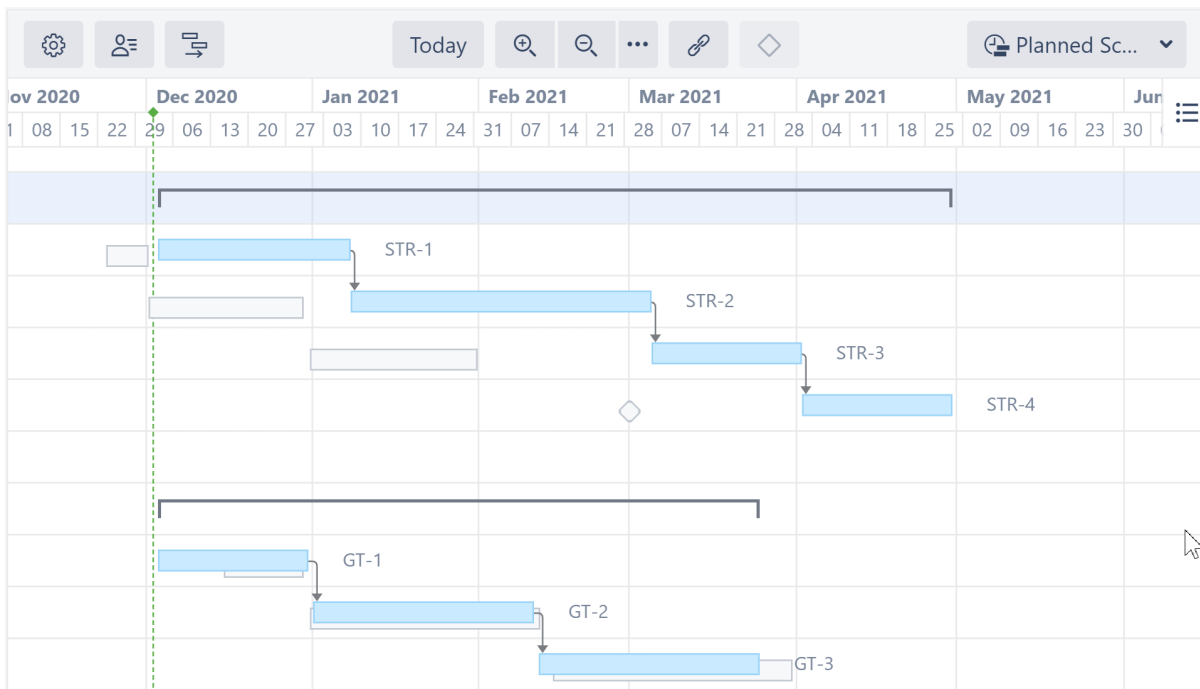 Today Planned Sc...
ov 2020 Dec 2020 Jan 2021 Feb 2021 Mar 2021 Apr 2021 May 2021 Jun
1 08 15 22 29 06 13 20 27 03 10 17 24 31 07 14 21 28 07 14 21 28 04 11 18 25 02 09 16 23 30
STR-1
STR-2
STR-3
STR-4
GT-1
GT-2
GT-3